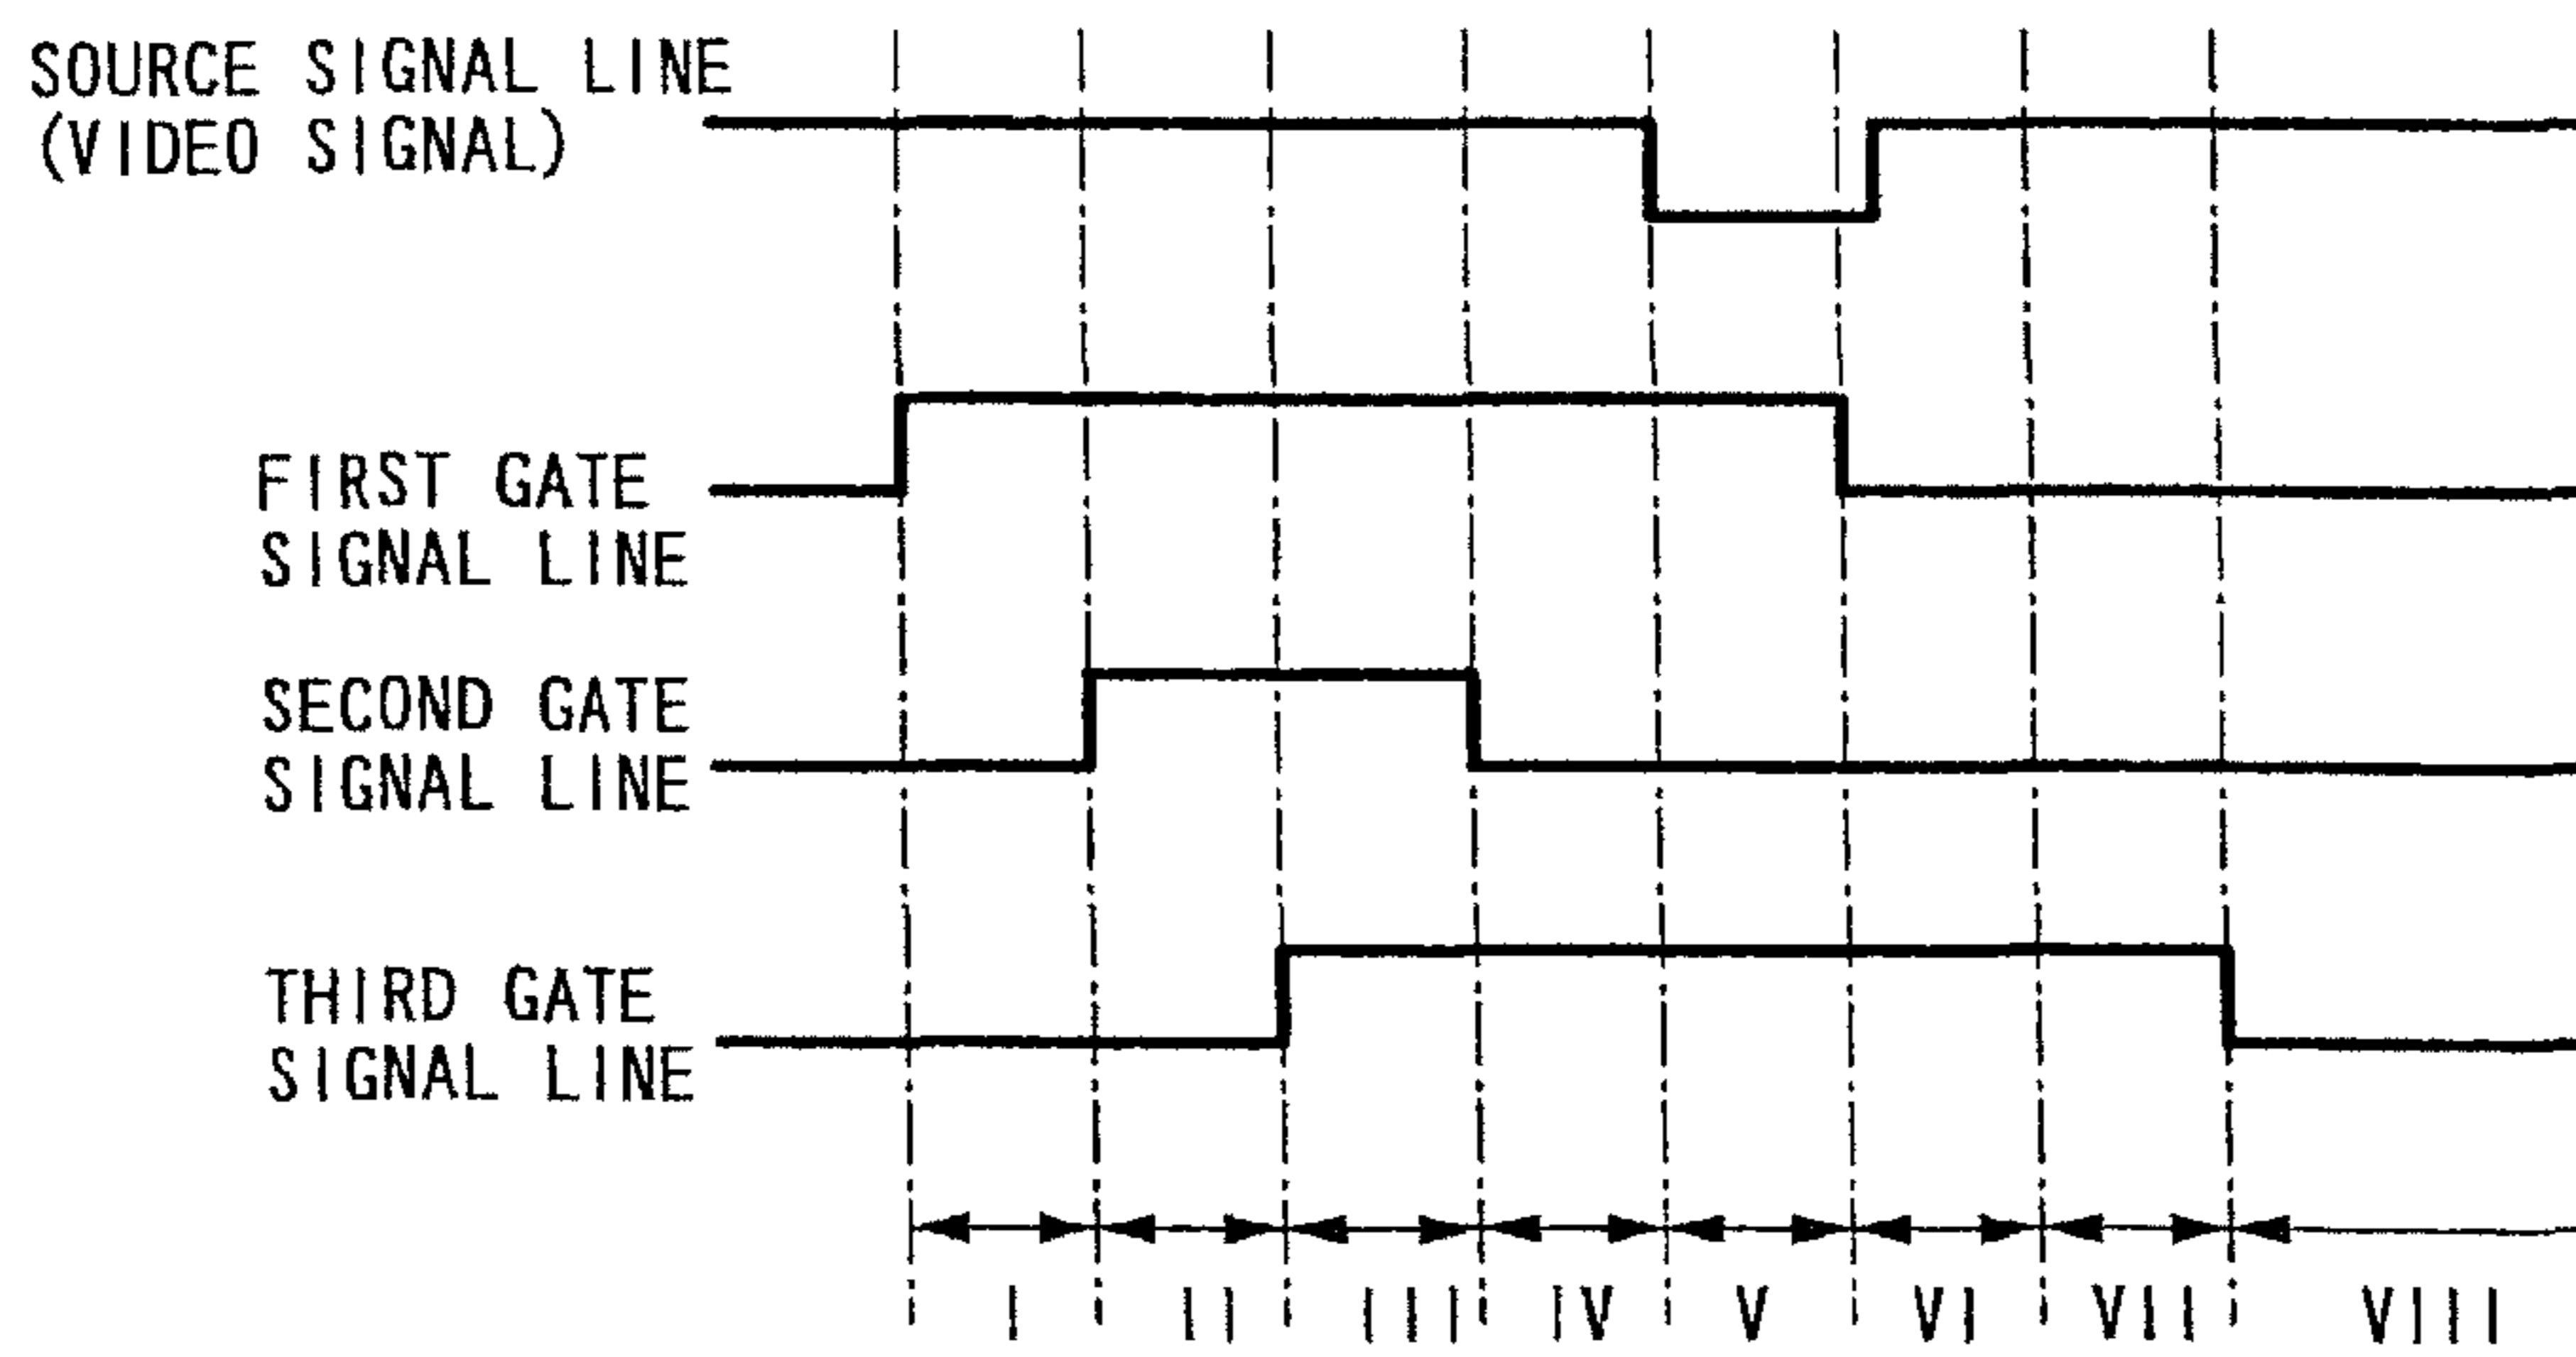 SOURCE SIGNAL LINE
(VIDEO SIGNAL)
FIRST GATE
SIGNAL LINE
SECOND GATE
SIGNAL LINE
THIRD GATE
SIGNAL LINE
I II III IV V VI VII VIII